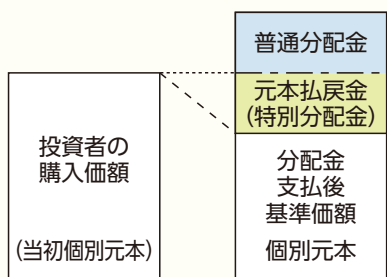 普通分配金
元本払戻金
(特別分配金)
投資者の
購入価額
(当初個別元本)
分配金
支払後
基準価額
個別元本